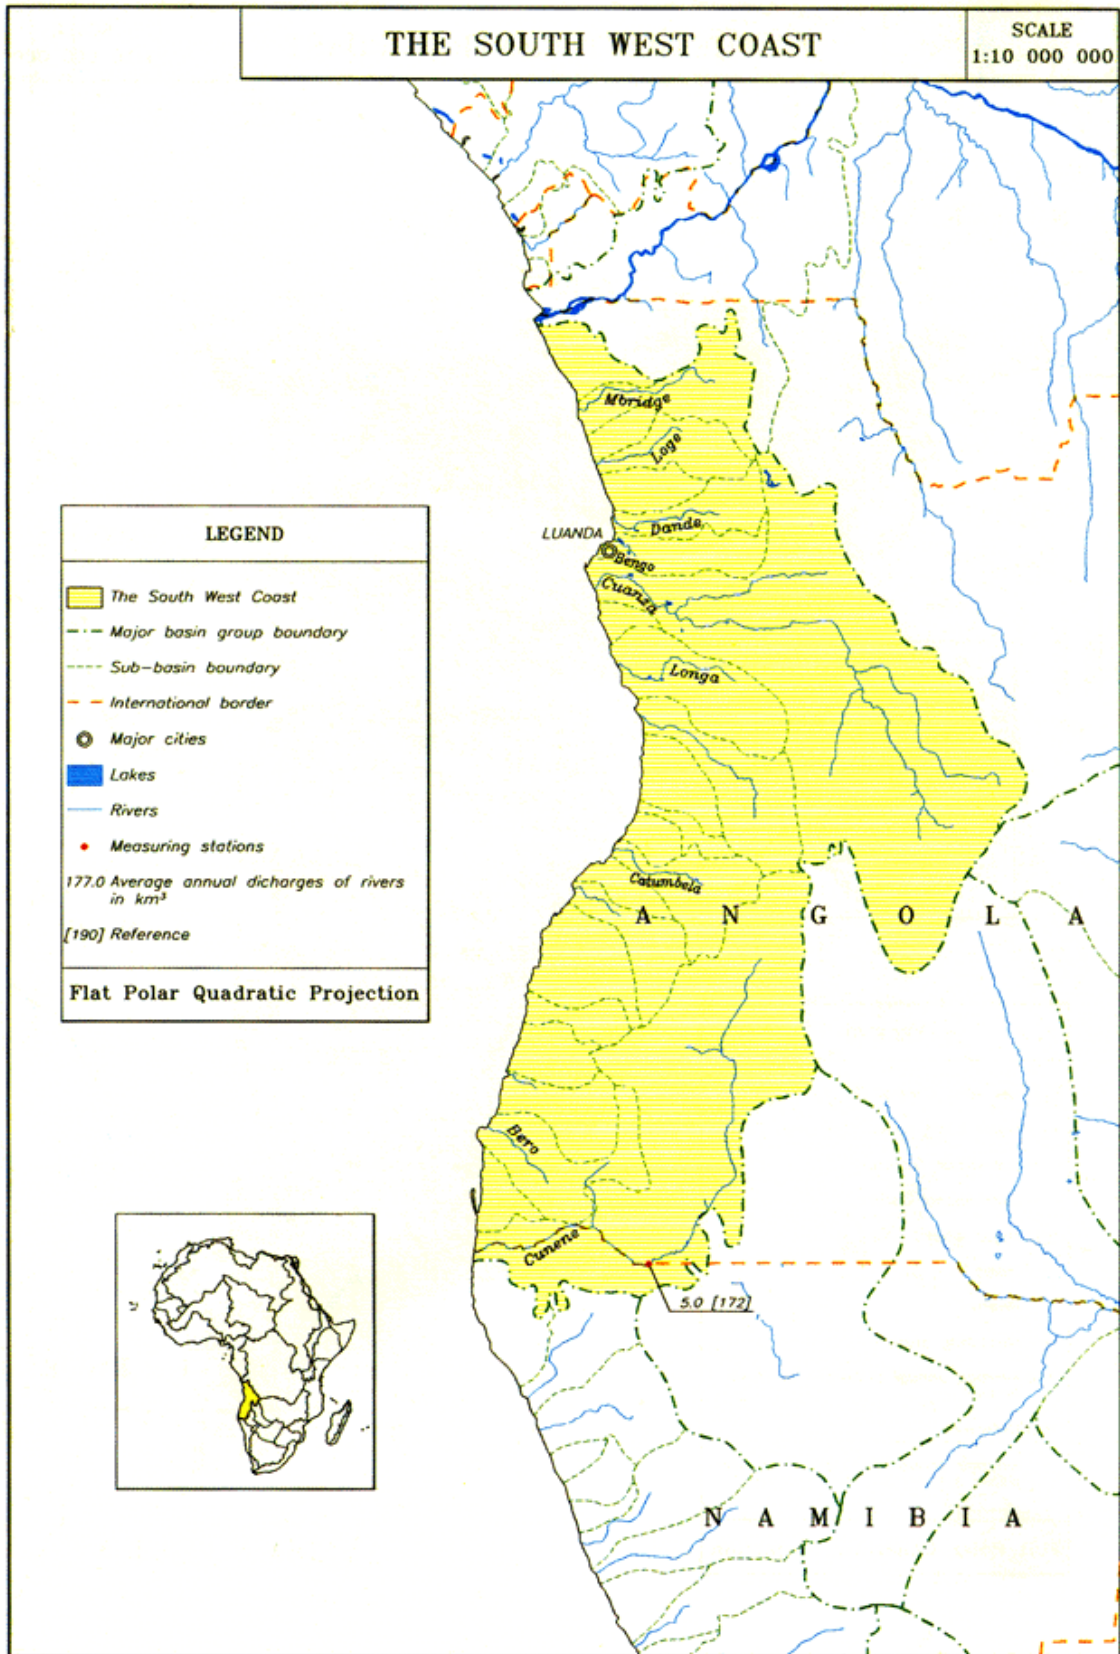 THE SOUTH WEST COAST
SCALE
1:10 000 000
Mbridge
Loge
LUANDA
Dande
Bengo
Cuanza
Longa
Catumbela
A N G O L A
Bero
Cunene
5.0 [172]
N A M I B I A
LEGEND
The South West Coast
Major basin group boundary
Sub-basin boundary
International border
Major cities
Lakes
Rivers
Measuring stations
177.0 Average annual dicharges of rivers
in km³
[190] Reference
Flat Polar Quadratic Projection